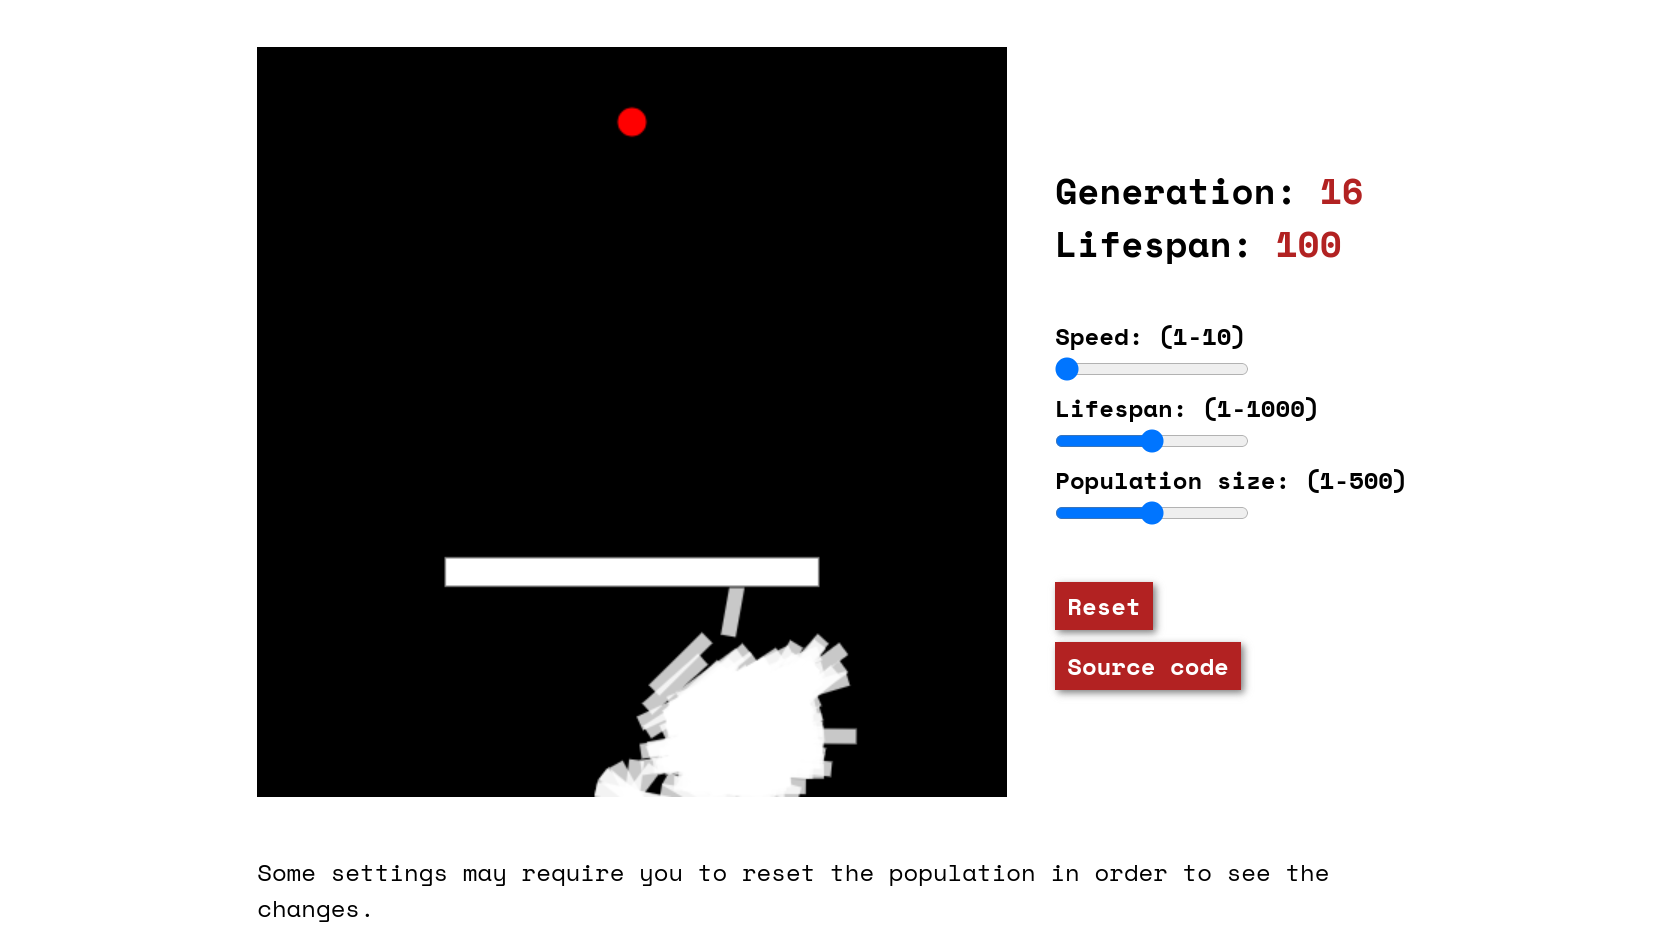 Generation: 16
Lifespan: 100
Speed: (1-10)
Lifespan: (1-1000)
Population size: (1-500)
Reset
Source code
Some settings may require you to reset the population in order to see the
changes.